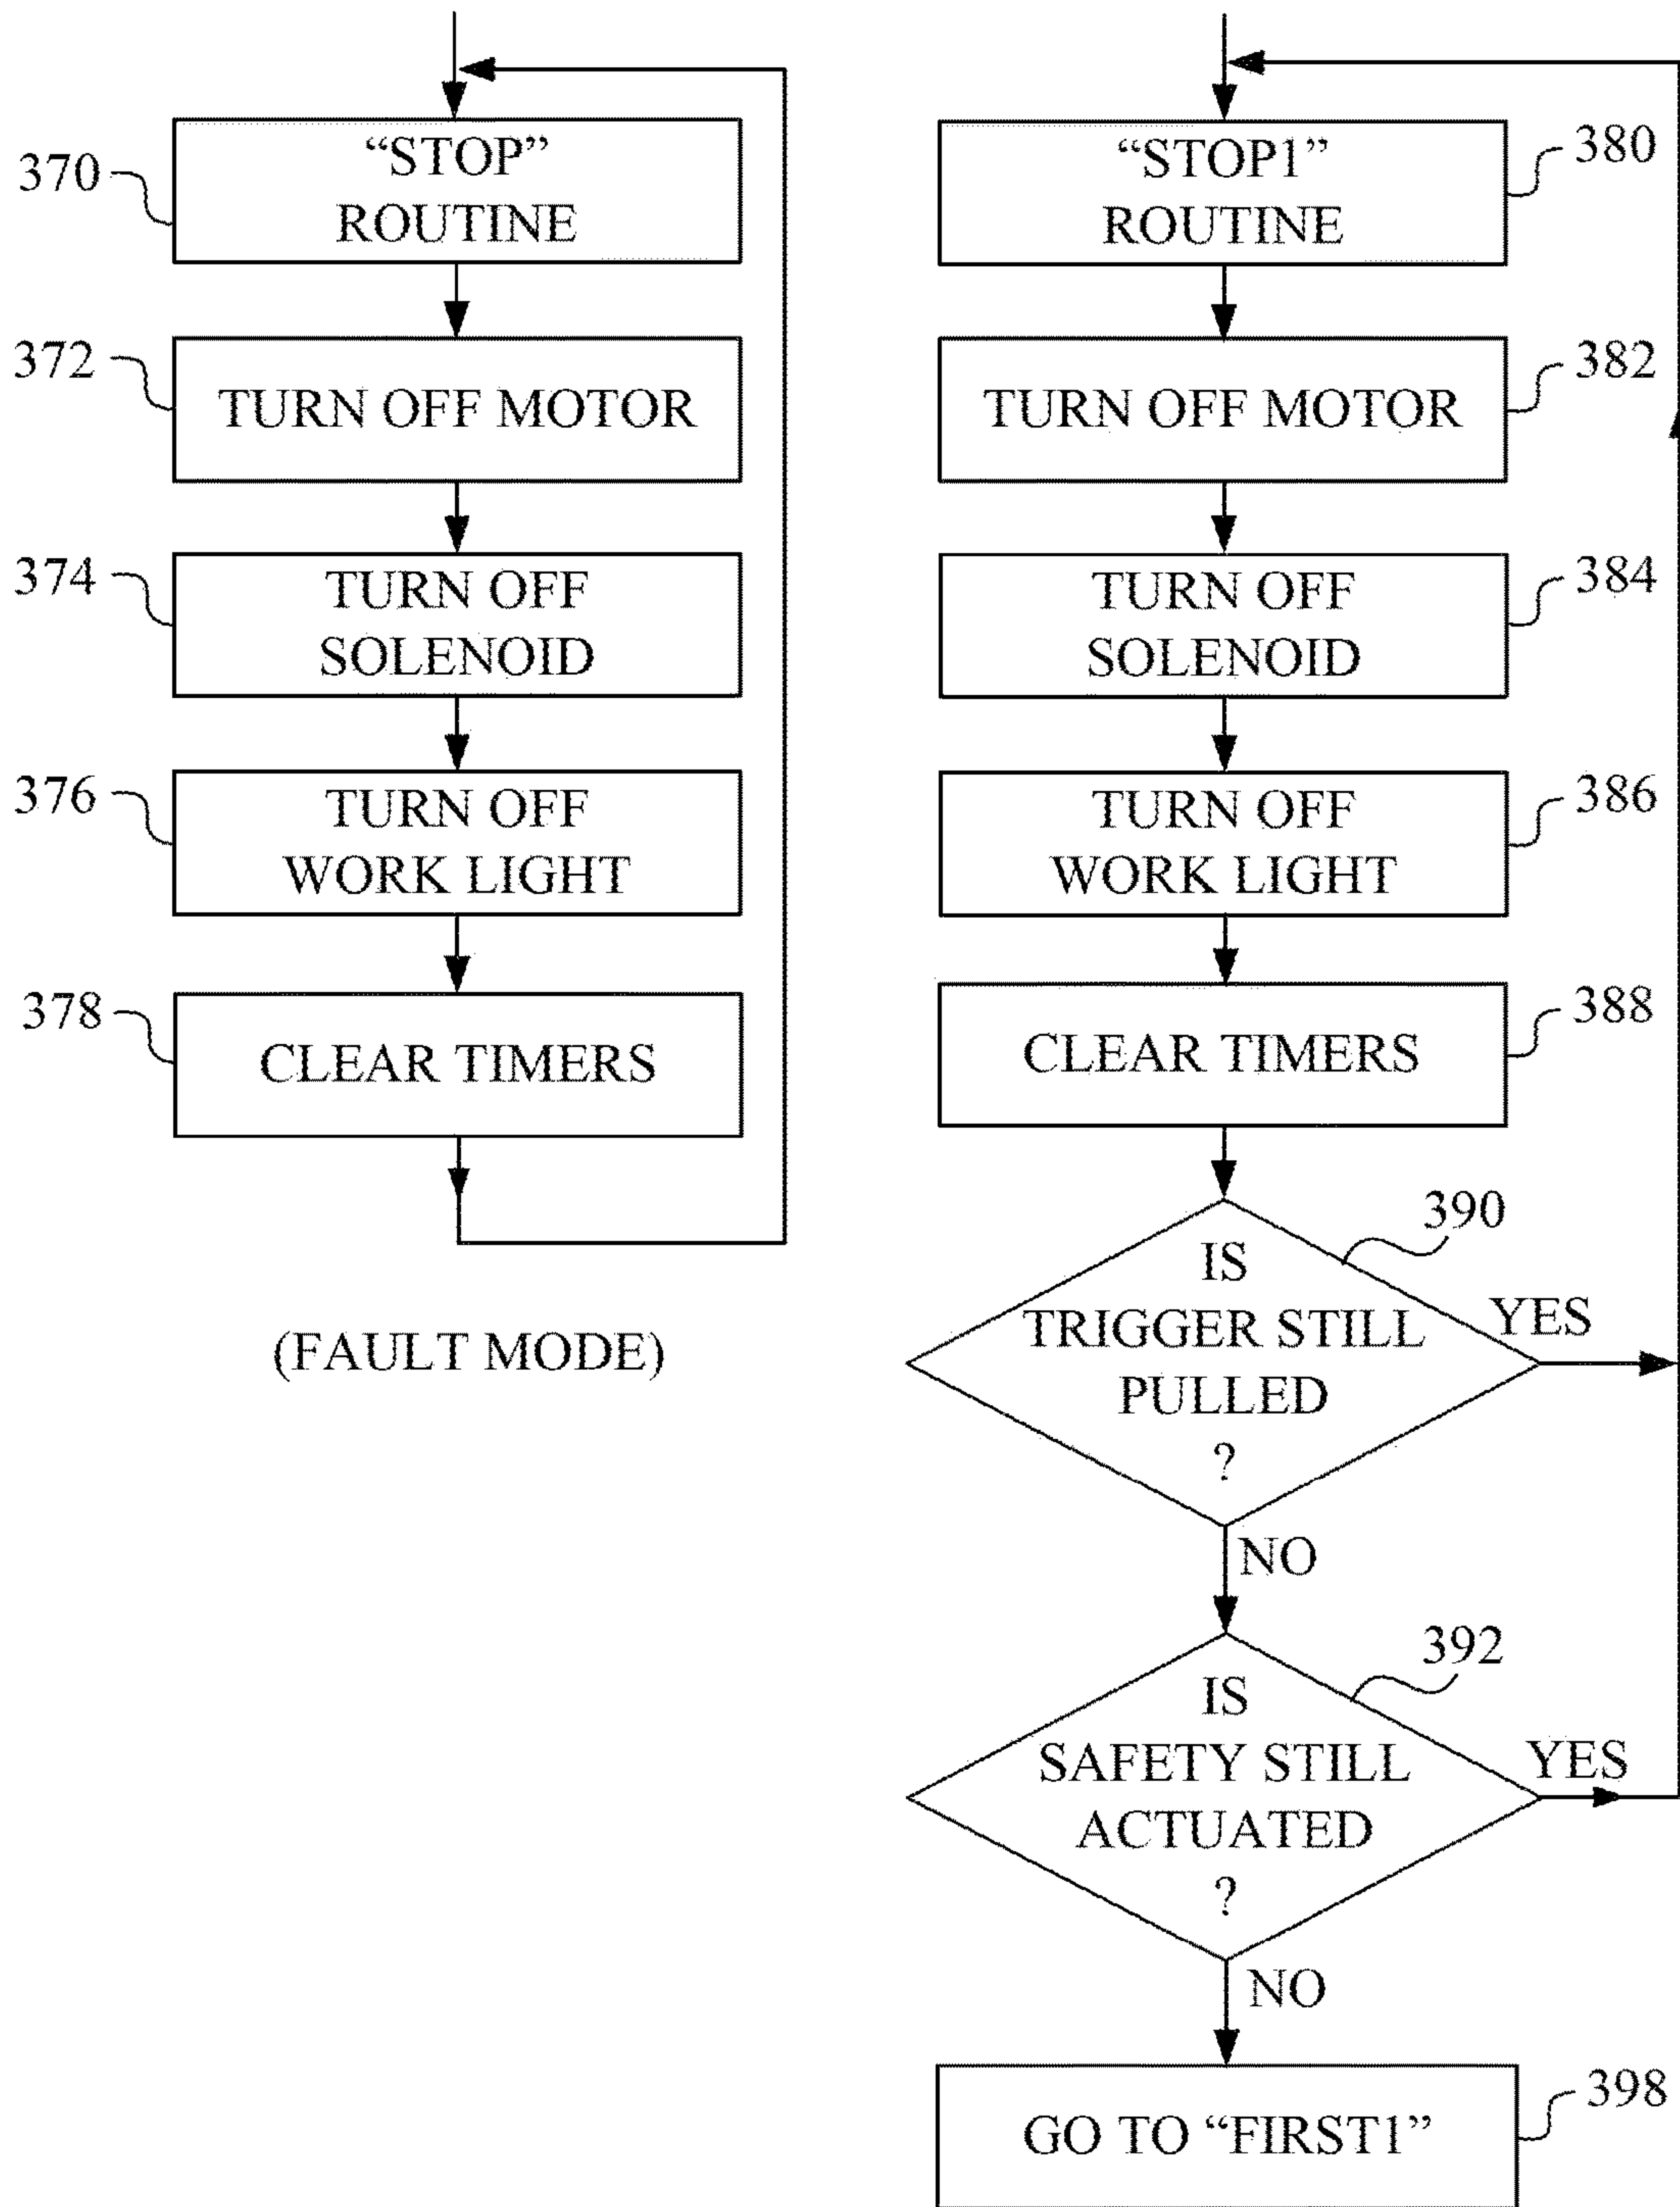 370
“STOP”
ROUTINE
372
TURN OFF MOTOR
374
TURN OFF
SOLENOID
376
TURN OFF
WORK LIGHT
378
CLEAR TIMERS
(FAULT MODE)
“STOP1”
ROUTINE
380
TURN OFF MOTOR
382
TURN OFF
SOLENOID
384
TURN OFF
WORK LIGHT
386
CLEAR TIMERS
388
390
IS
TRIGGER STILL
PULLED
?
YES
NO
392
IS
SAFETY STILL
ACTUATED
?
YES
NO
GO TO “FIRST1”
398